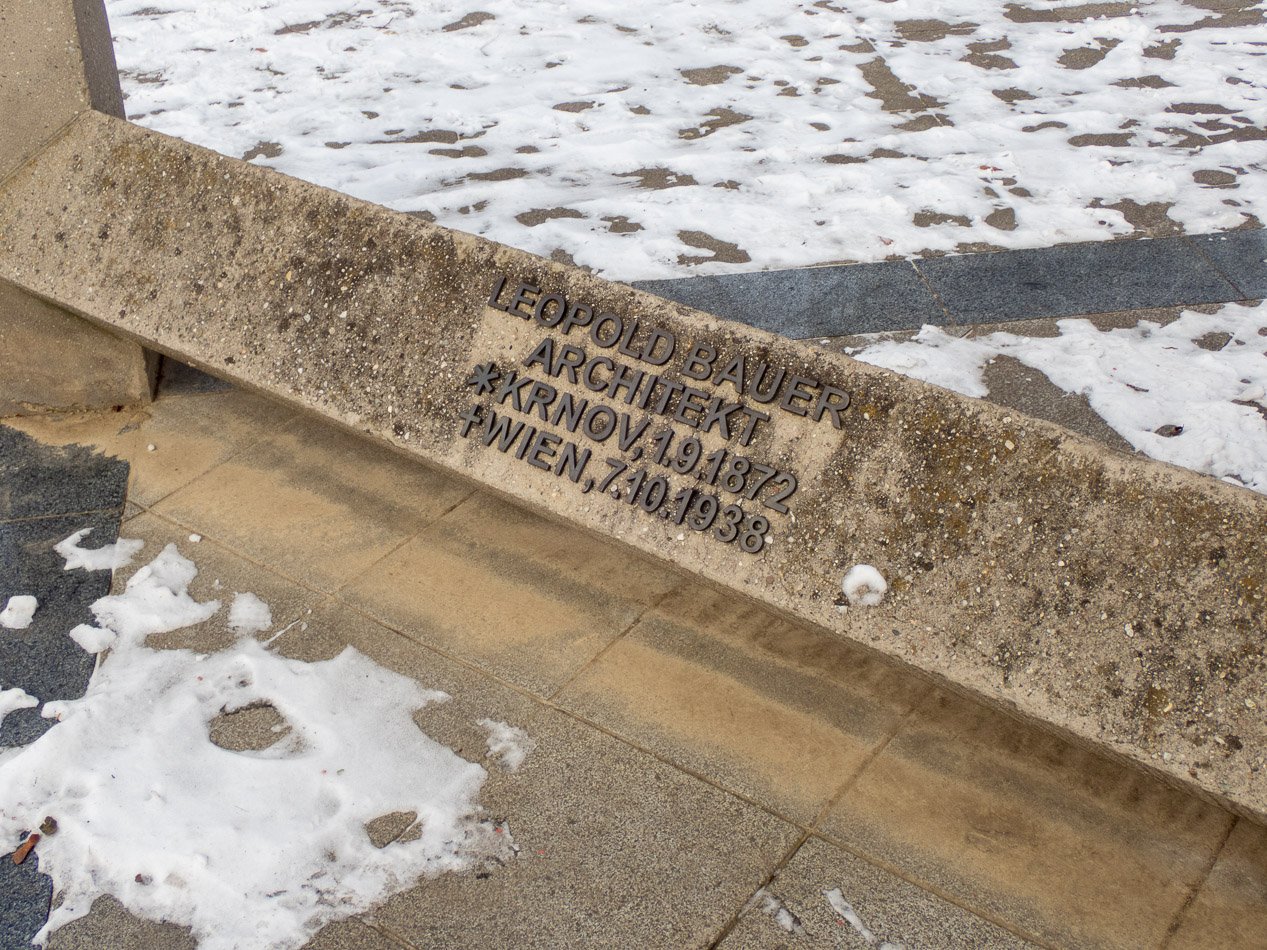 LEOPOLD BAUER
ARCHITEKT
*KRNOV,1.9.1872
†WIEN,7.10.1938